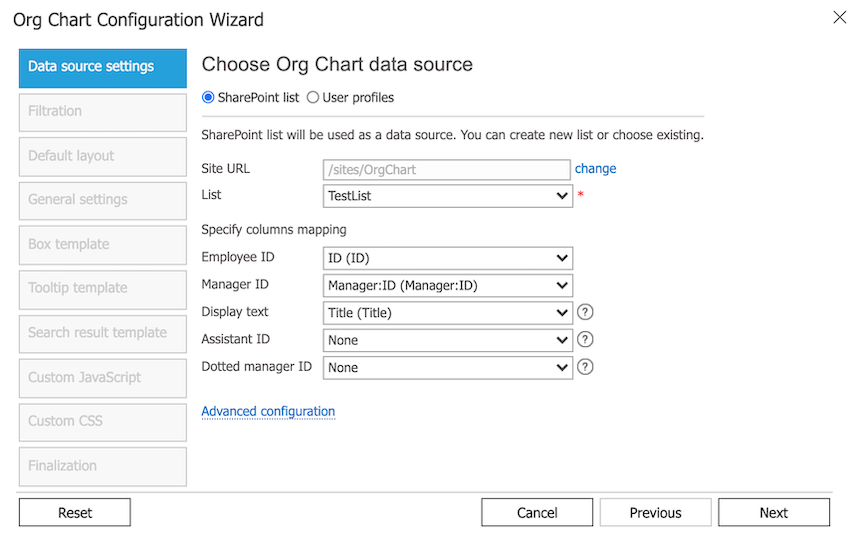 Org Chart Configuration Wizard
Data source settings
Filtration
Default layout
General settings
Box template
Tooltip template
Search result template
Custom JavaScript
Custom CSS
Finalization
Choose Org Chart data source
SharePoint list User profiles
SharePoint list will be used as a data source. You can create new list or choose existing.
Site URL /sites/OrgChart change
List TestList *
Specify columns mapping
Employee ID ID (ID)
Manager ID Manager:ID (Manager:ID)
Display text Title (Title) ?
Assistant ID None ?
Dotted manager ID None ?
Advanced configuration
Reset Cancel Previous Next